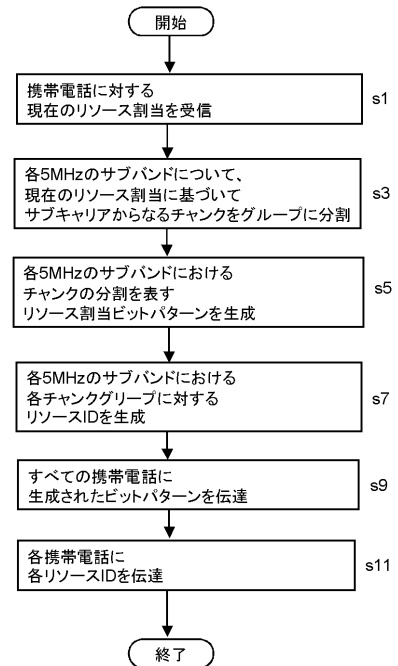 開始
携帯電話に対する
現在のリソース割当を受信
s1
各5MHzのサブバンドについて、
現在のリソース割当に基づいて
サブキャリアからなるチャンクをグループに分割
s3
各5MHzのサブバンドにおける
チャンクの分割を表す
リソース割当ビットパターンを生成
s5
各5MHzのサブバンドにおける
各チャンクグリープに対する
リソースIDを生成
s7
すべての携帯電話に
生成されたビットパターンを伝達
s9
各携帯電話に
各リソースIDを伝達
s11
終了